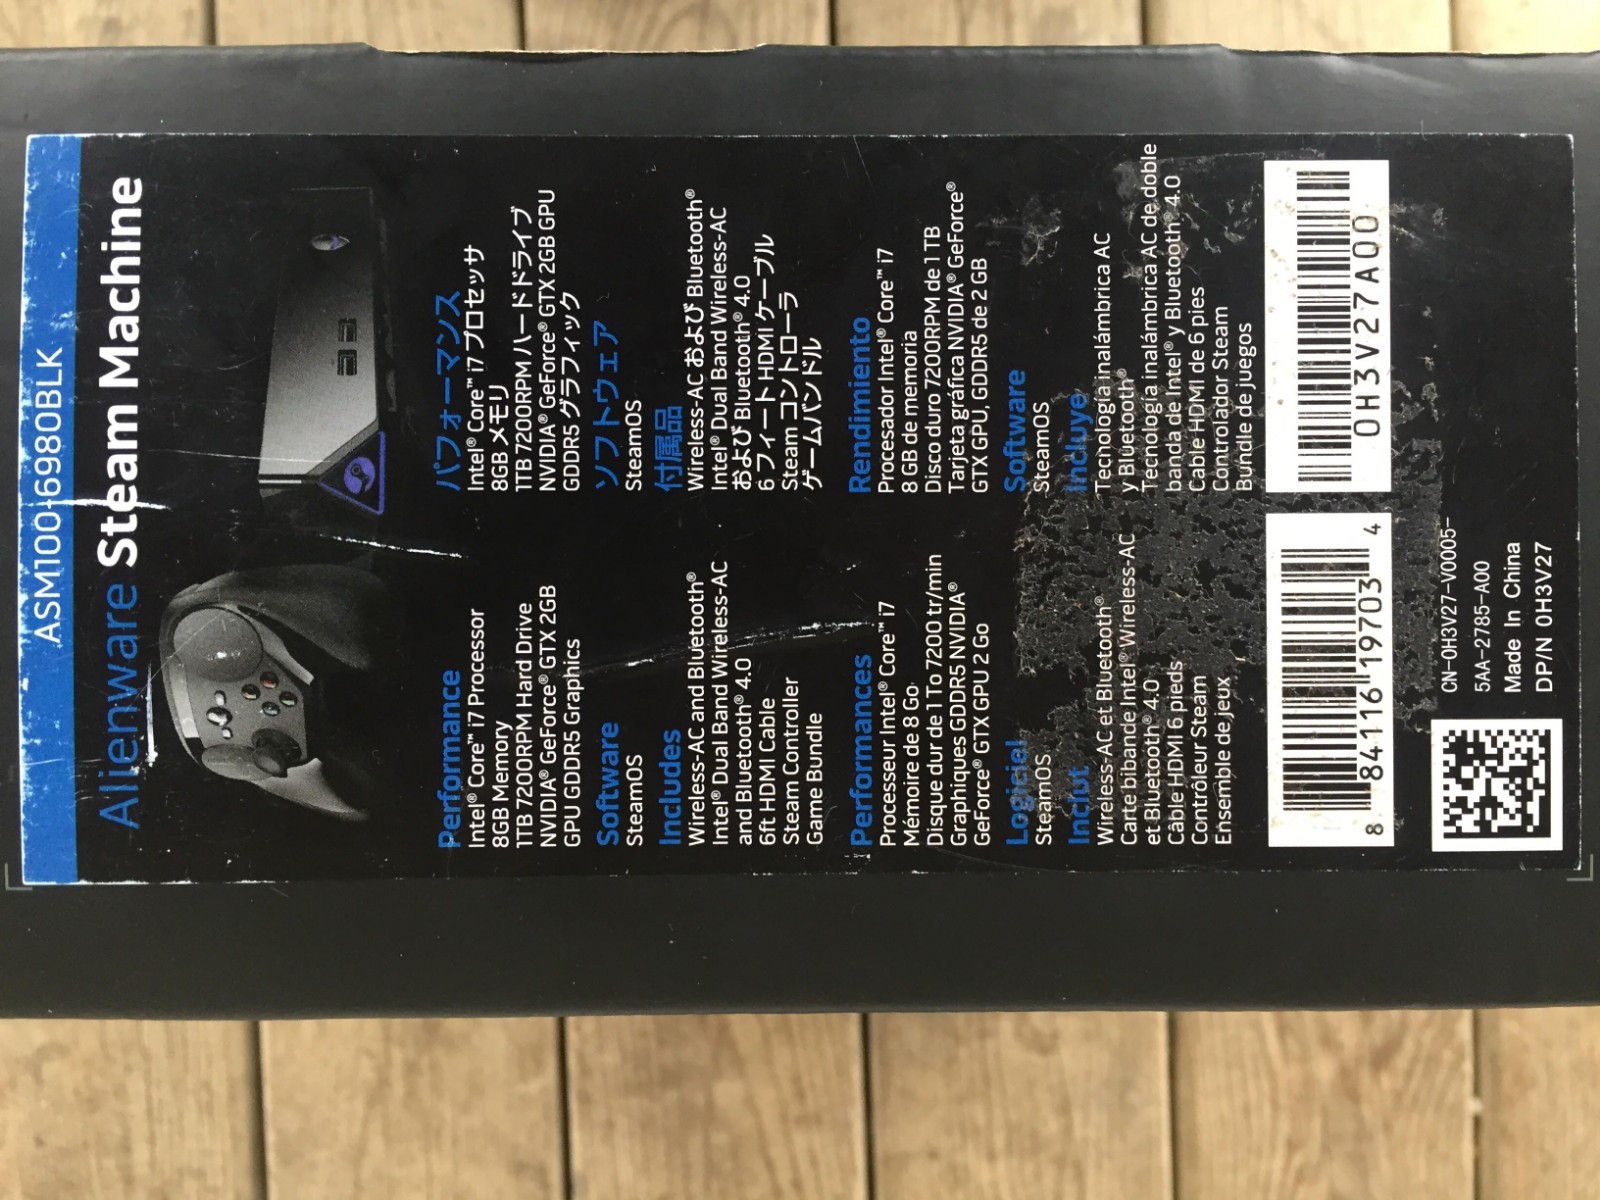 ASM100-6980BLK
Alienware Steam Machine
Performance
Intel® Core™ i7 Processor
8GB Memory
1TB 7200RPM Hard Drive
NVIDIA® GeForce® GTX 2GB
GPU GDDR5 Graphics
Software
SteamOS
Includes
Wireless-AC and Bluetooth®
Intel® Dual Band Wireless-AC
and Bluetooth® 4.0
6ft HDMI Cable
Steam Controller
Game Bundle
パフォーマンス
Intel® Core™ i7 プロセッサ
8GB メモリ
1TB 7200RPM ハードドライブ
NVIDIA® GeForce® GTX 2GB GPU
GDDR5 グラフィック
ソフトウェア
SteamOS
付属品
Wireless-AC および Bluetooth®
Intel® Dual Band Wireless-AC
および Bluetooth® 4.0
6 フィート HDMI ケーブル
Steam コントローラ
ゲームバンドル
Performances
Processeur Intel® Core™ i7
Mémoire de 8 Go
Disque dur de 1 To 7200 tr/min
Graphiques GDDR5 NVIDIA®
GeForce® GTX GPU 2 Go
Logiciel
SteamOS
Inclut
Wireless-AC et Bluetooth®
Carte bibande Intel® Wireless-AC
et Bluetooth® 4.0
Câble HDMI 6 pieds
Contrôleur Steam
Ensemble de jeux
Rendimiento
Procesador Intel® Core™ i7
8 GB de memoria
Disco duro 7200RPM de 1 TB
Tarjeta gráfica NVIDIA® GeForce®
GTX GPU, GDDR5 de 2 GB
Software
SteamOS
Incluye
Tecnología inalámbrica AC
y Bluetooth®
Tecnología inalámbrica AC de doble
banda de Intel® y Bluetooth® 4.0
Cable HDMI de 6 pies
Controlador Steam
Bundle de juegos
8 84116 19703 4
0H3V27A00
CN-0H3V27-V0005-
5AA-2785-A00
Made In China
DP/N 0H3V27